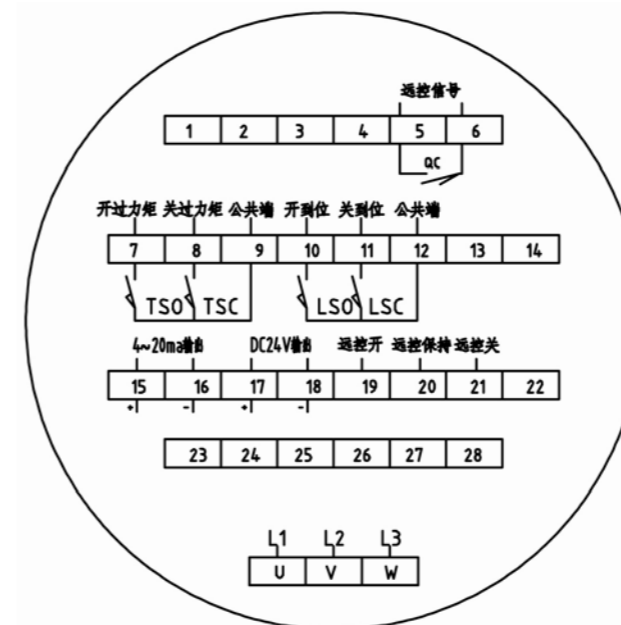 远控信号
1 2 3 4 5 6
QC
开过力矩 关过力矩 公共端 开到位 关到位 公共端
7 8 9 10 11 12 13 14
TSO TSC LSO LSC
4~20ma输出 DC24V输出 远控开 远控保持 远控关
15 16 17 18 19 20 21 22
+ - + -
23 24 25 26 27 28
L1 L2 L3
U V W